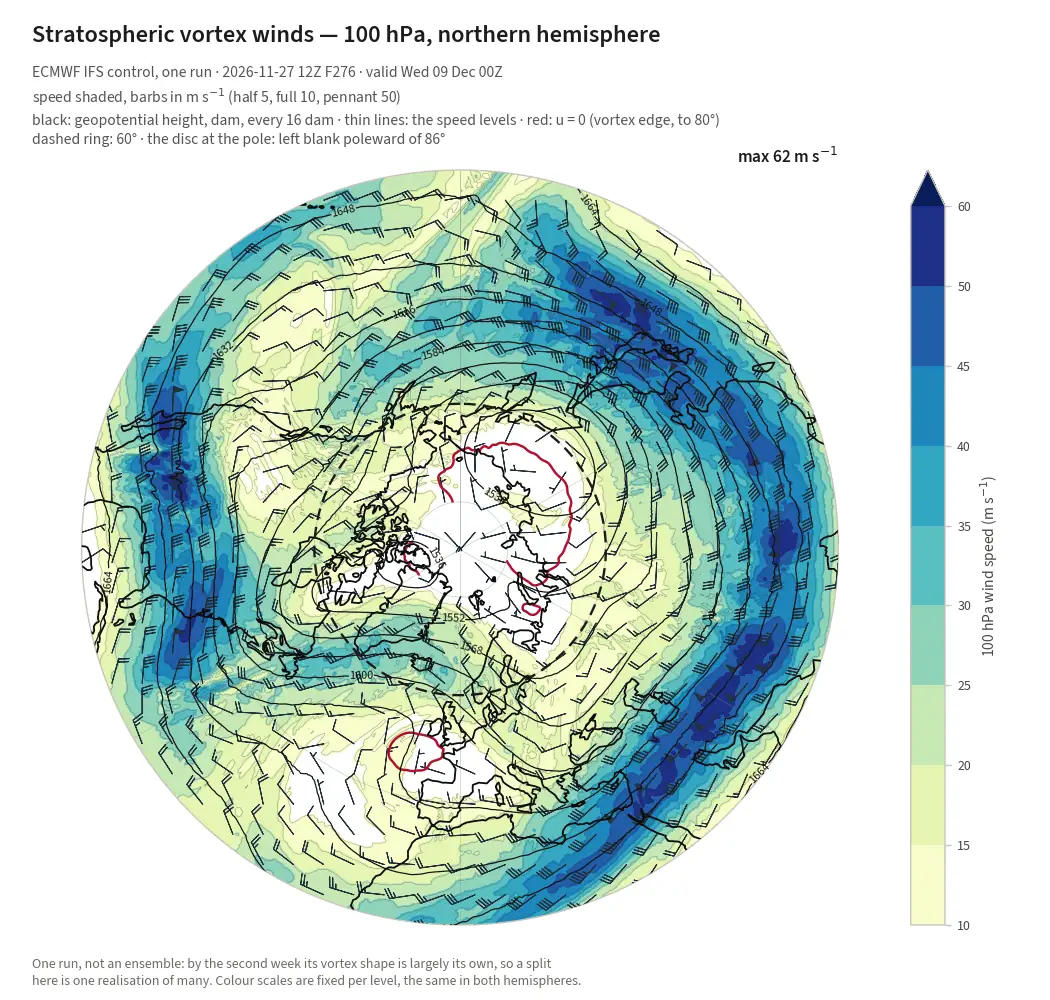 Stratospheric vortex winds — 100 hPa, northern hemisphere
ECMWF IFS control, one run · 2026-11-27 12Z F276 · valid Wed 09 Dec 00Z
speed shaded, barbs in m s⁻¹ (half 5, full 10, pennant 50)
black: geopotential height, dam, every 16 dam · thin lines: the speed levels · red: u = 0 (vortex edge, to 80°)
dashed ring: 60° · the disc at the pole: left blank poleward of 86°
max 62 m s⁻¹
1648
1664
1616
1648
1632
1584
1536
1664
1552
1568
1600
1664
60
50
45
40
35
30
25
20
15
10
100 hPa wind speed (m s⁻¹)
One run, not an ensemble: by the second week its vortex shape is largely its own, so a split
here is one realisation of many. Colour scales are fixed per level, the same in both hemispheres.